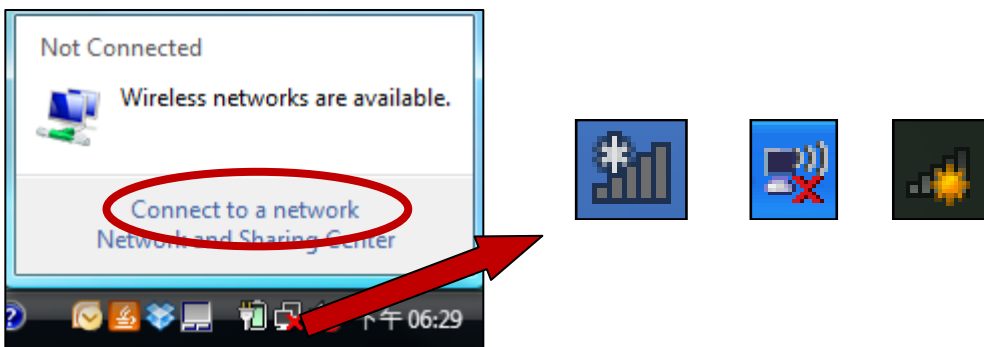 Not Connected
Wireless networks are available.
Connect to a network
Network and Sharing Center
下午 06:29